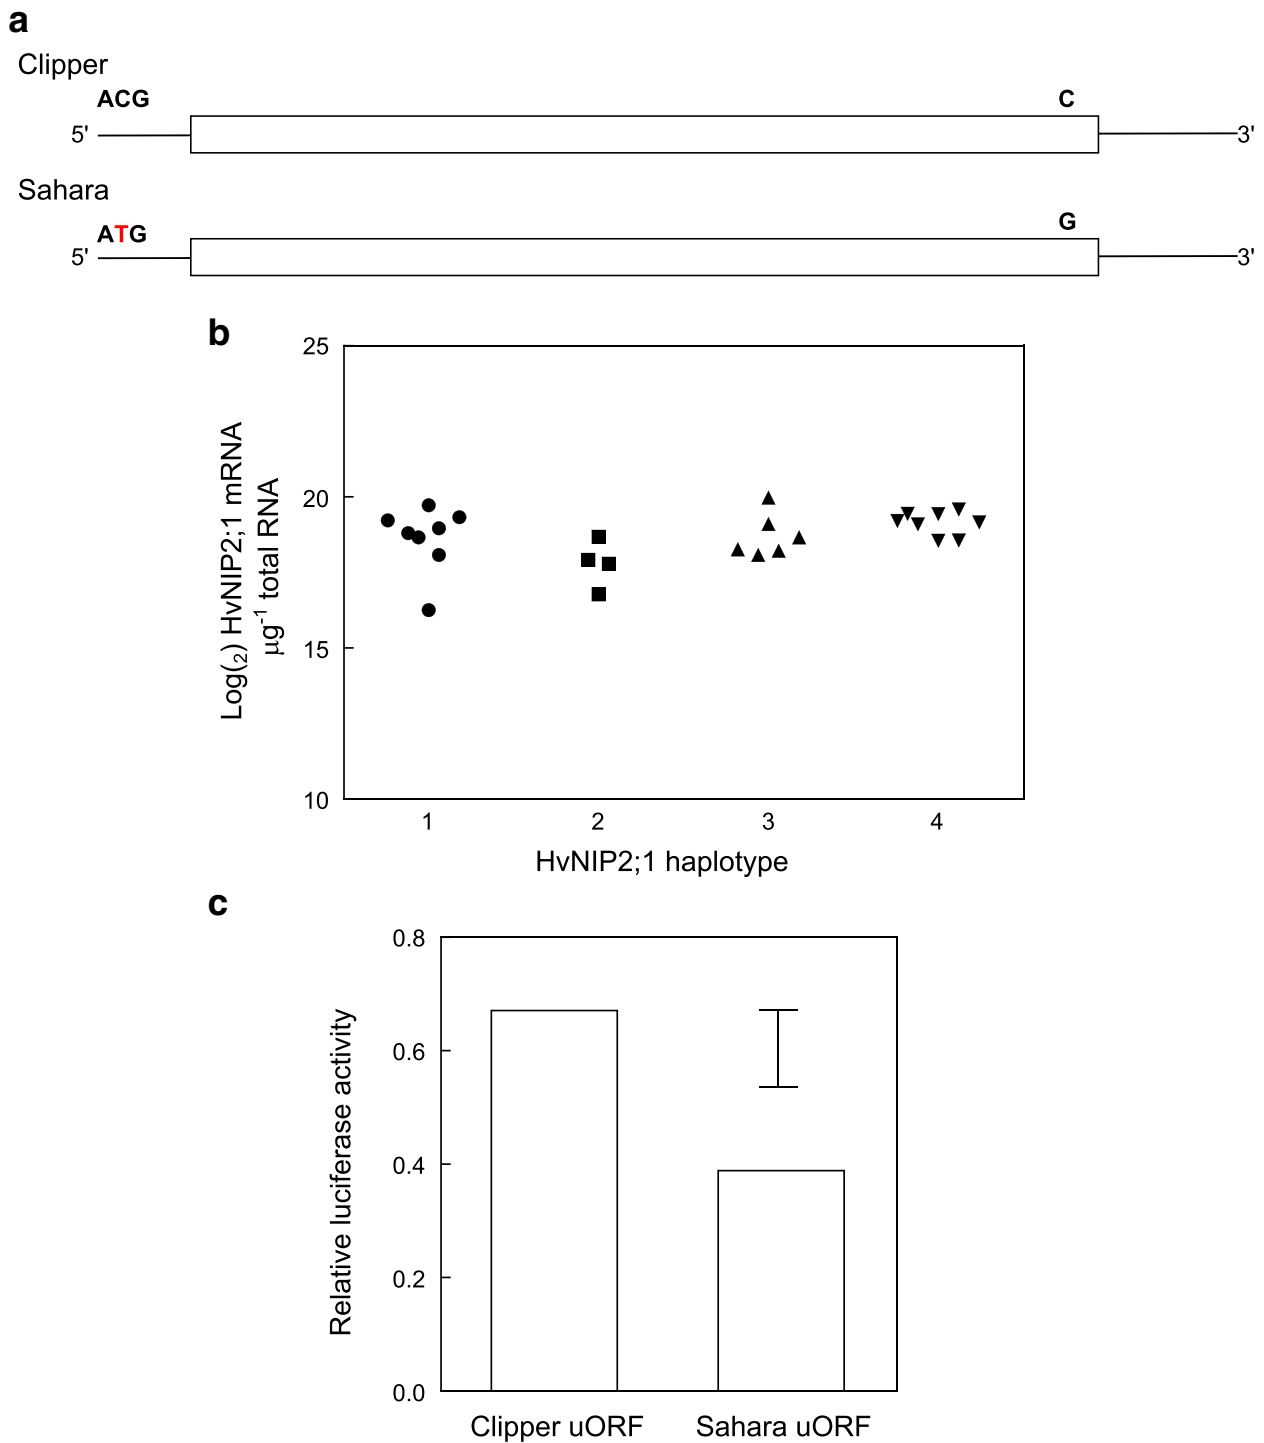 a
Clipper
ACG C
5' 3'
Sahara
ATG G
5' 3'
b
Log(₂) HvNIP2;1 mRNA
µg⁻¹ total RNA
25
20
15
10
1 2 3 4
HvNIP2;1 haplotype
c
Relative luciferase activity
0.8
0.6
0.4
0.2
0.0
Clipper uORF Sahara uORF